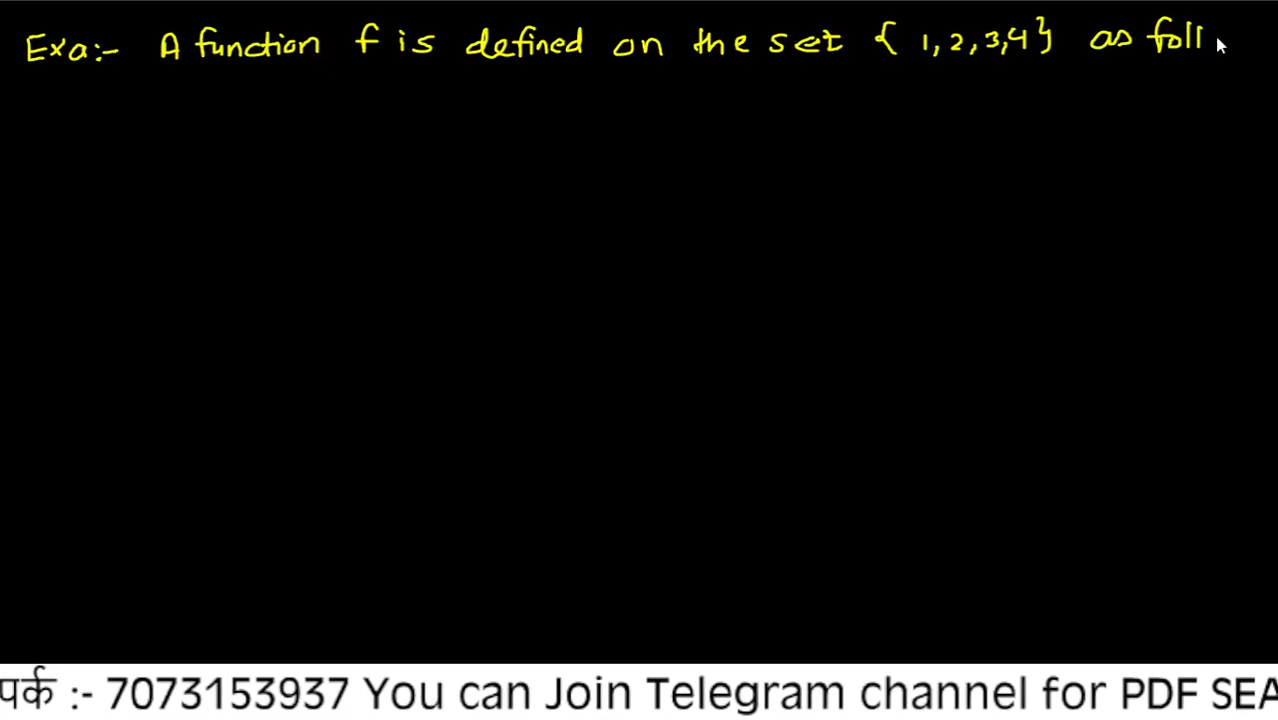 Exa:- A function f is defined on the set { 1, 2, 3, 4 } as foll
पर्क :- 7073153937 You can Join Telegram channel for PDF SEA